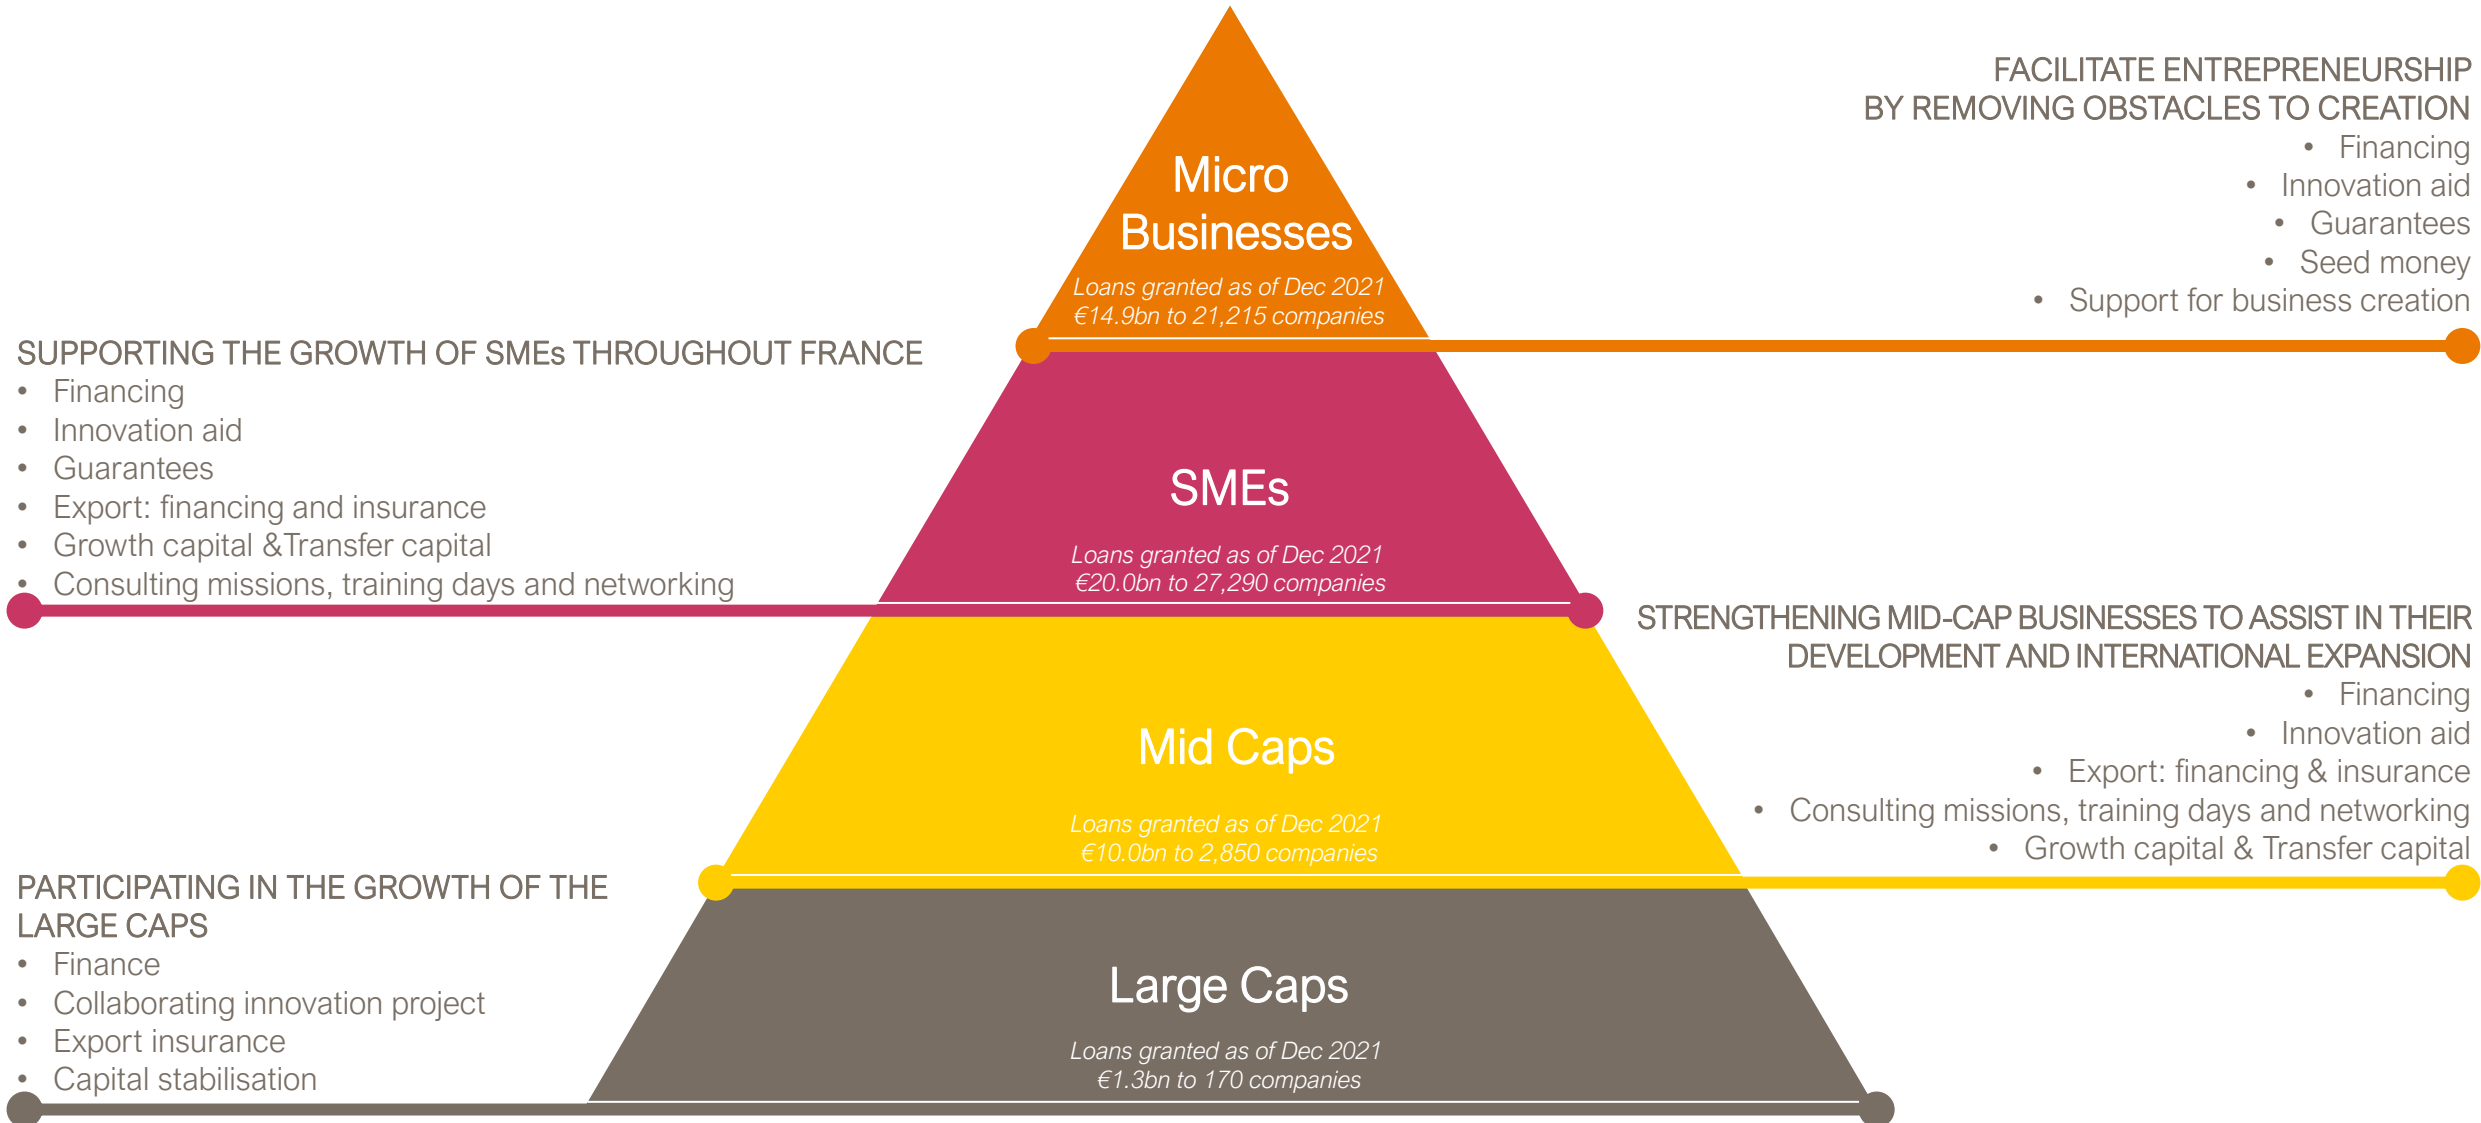 FACILITATE ENTREPRENEURSHIP
BY REMOVING OBSTACLES TO CREATION
• Financing
• Innovation aid
• Guarantees
• Seed money
• Support for business creation
Micro
Businesses
Loans granted as of Dec 2021
€14.9bn to 21,215 companies
SUPPORTING THE GROWTH OF SMEs THROUGHOUT FRANCE
• Financing
• Innovation aid
• Guarantees
• Export: financing and insurance
• Growth capital &Transfer capital
• Consulting missions, training days and networking
SMEs
Loans granted as of Dec 2021
€20.0bn to 27,290 companies
STRENGTHENING MID-CAP BUSINESSES TO ASSIST IN THEIR
DEVELOPMENT AND INTERNATIONAL EXPANSION
• Financing
• Innovation aid
• Export: financing & insurance
• Consulting missions, training days and networking
• Growth capital & Transfer capital
Mid Caps
Loans granted as of Dec 2021
€10.0bn to 2,850 companies
PARTICIPATING IN THE GROWTH OF THE
LARGE CAPS
• Finance
• Collaborating innovation project
• Export insurance
• Capital stabilisation
Large Caps
Loans granted as of Dec 2021
€1.3bn to 170 companies